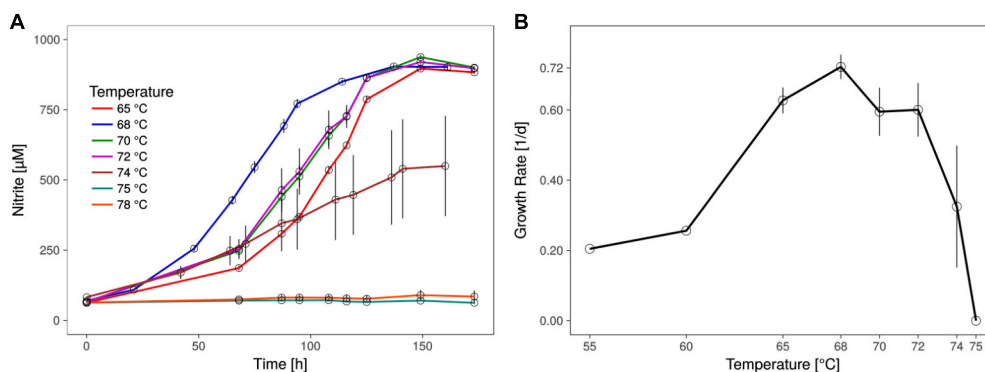 A
Nitrite [µM]
1000
750
500
250
0
Temperature
65 °C
68 °C
70 °C
72 °C
74 °C
75 °C
78 °C
0
50
100
150
Time [h]
B
Growth Rate [1/d]
0.72
0.60
0.40
0.20
0.00
55
60
65
68
70
72
74
75
Temperature [°C]